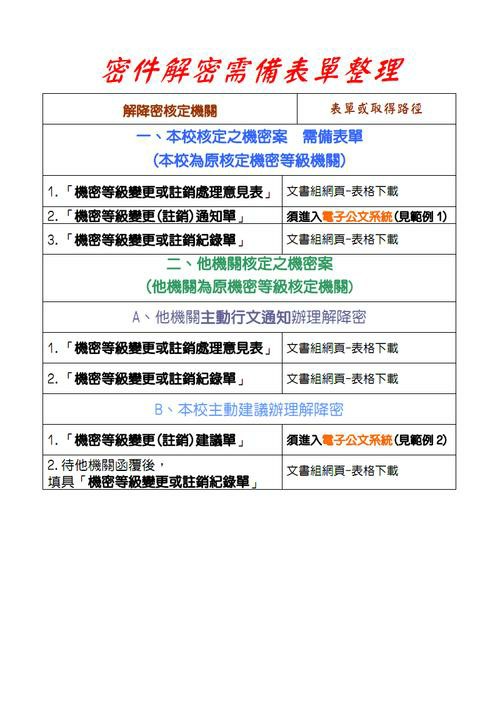 密件解密需備表單整理
解降密核定機關
表單或取得路徑
一、本校核定之機密案　需備表單
(本校為原核定機密等級機關)
1.「機密等級變更或註銷處理意見表」
文書組網頁-表格下載
2.「機密等級變更(註銷)通知單」
須進入電子公文系統(見範例1)
3.「機密等級變更或註銷紀錄單」
文書組網頁-表格下載
二、他機關核定之機密案
(他機關為原機密等級核定機關)
A、他機關主動行文通知辦理解降密
1.「機密等級變更或註銷處理意見表」
文書組網頁-表格下載
2.「機密等級變更或註銷紀錄單」
文書組網頁-表格下載
B、本校主動建議辦理解降密
1.「機密等級變更(註銷)建議單」
須進入電子公文系統(見範例2)
2.待他機關函覆後，
填具「機密等級變更或註銷紀錄單」
文書組網頁-表格下載